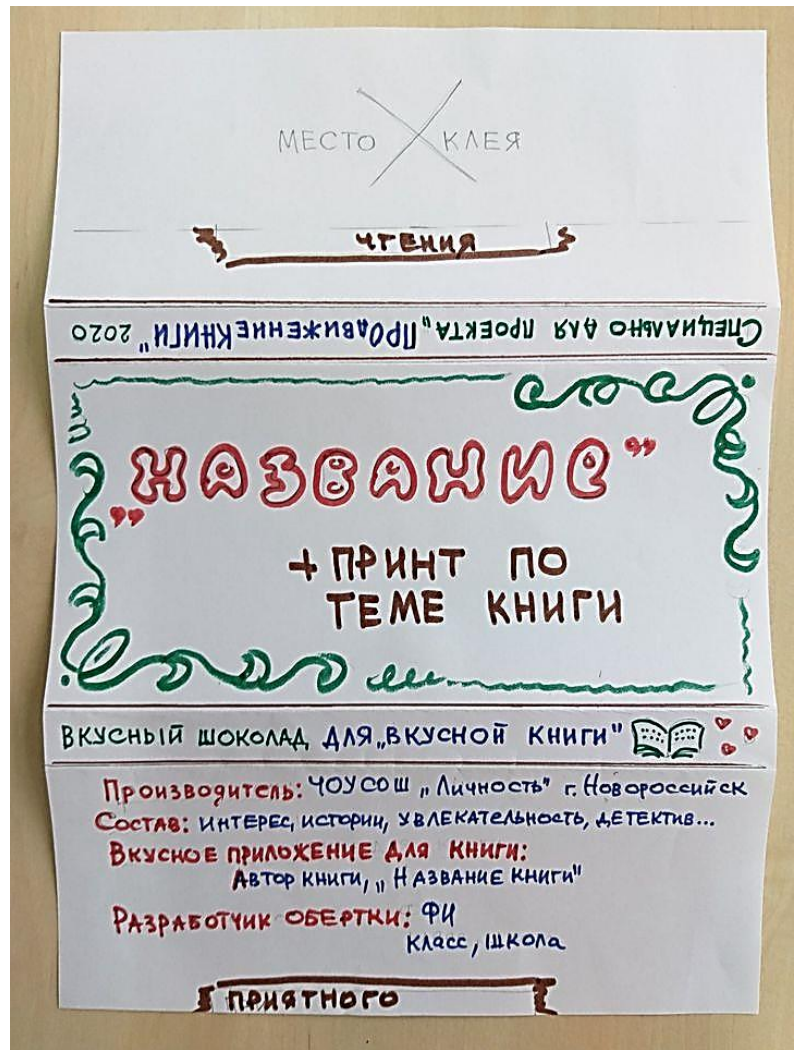 МЕСТО КЛЕЯ
ЧТЕНИЯ
СПЕЦИАЛЬНО ДЛЯ ПРОЕКТА „ПРОДВИЖЕНИЕ КНИГИ" 2020
„НАЗВАНИЕ"
+ ПРИНТ ПО
ТЕМЕ КНИГИ
ВКУСНЫЙ ШОКОЛАД ДЛЯ „ВКУСНОЙ КНИГИ"
Производитель: ЧОУ СОШ „Личность" г. Новороссийск
Состав: ИНТЕРЕС, ИСТОРИИ, УВЛЕКАТЕЛЬНОСТЬ, ДЕТЕКТИВ...
ВКУСНОЕ ПРИЛОЖЕНИЕ ДЛЯ КНИГИ:
АВТОР КНИГИ, „НАЗВАНИЕ КНИГИ"
РАЗРАБОТЧИК ОБЕРТКИ: ФИ
КЛАСС, ШКОЛА
ПРИЯТНОГО